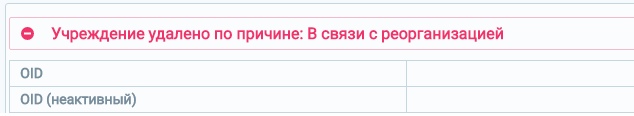 Учреждение удалено по причине: В связи с реорганизацией
OID
OID (неактивный)